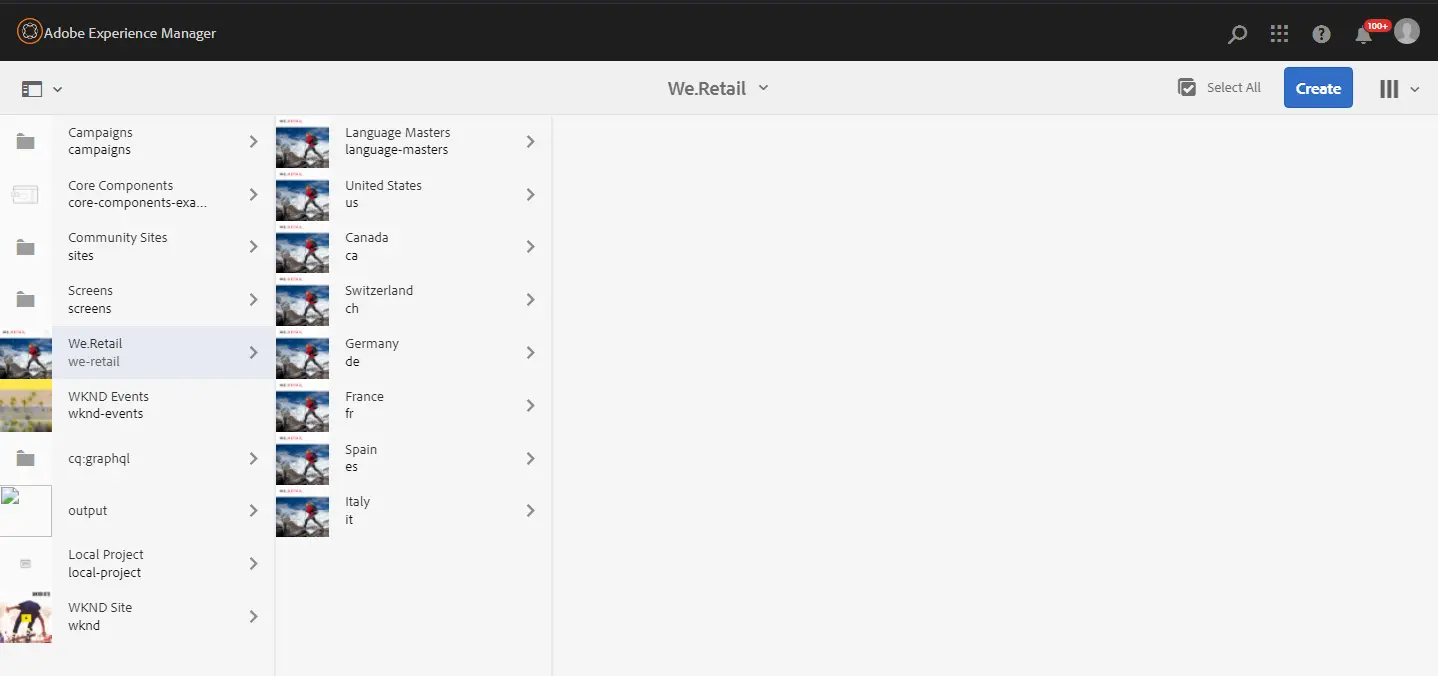 Adobe Experience Manager
100+
We.Retail
Select All
Create
Campaigns
campaigns
Core Components
core-components-exa...
Community Sites
sites
Screens
screens
We.Retail
we-retail
WKND Events
wknd-events
cq:graphql
output
Local Project
local-project
WKND Site
wknd
Language Masters
language-masters
United States
us
Canada
ca
Switzerland
ch
Germany
de
France
fr
Spain
es
Italy
it